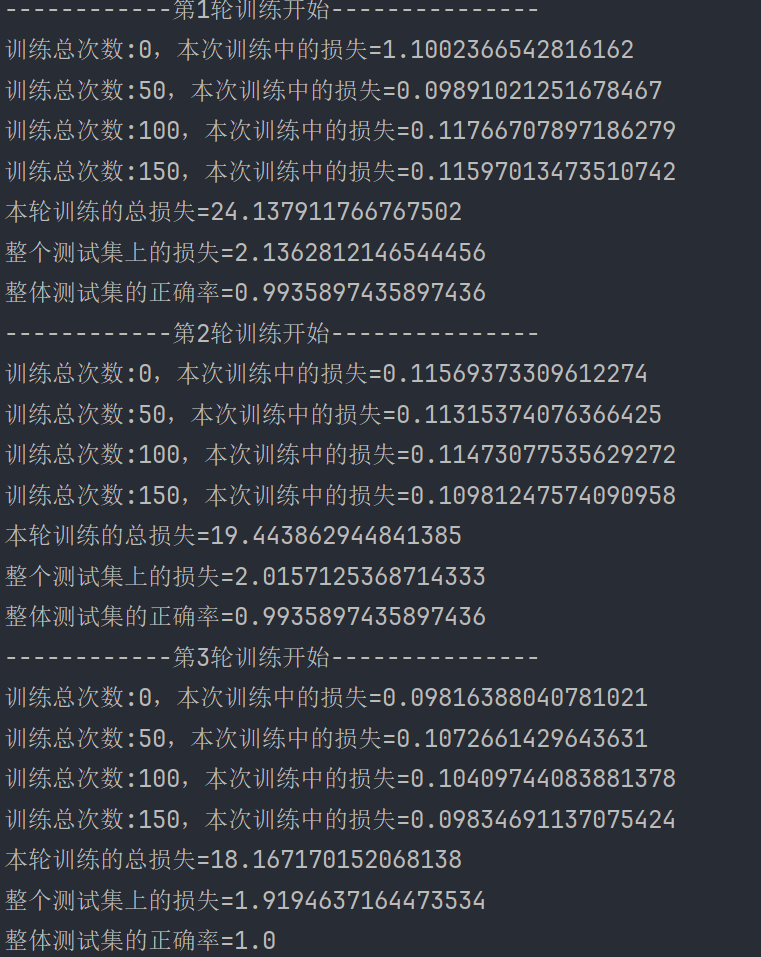 ------------第1轮训练开始---------------
训练总次数:0，本次训练中的损失=1.1002366542816162
训练总次数:50，本次训练中的损失=0.09891021251678467
训练总次数:100，本次训练中的损失=0.11766707897186279
训练总次数:150，本次训练中的损失=0.11597013473510742
本轮训练的总损失=24.137911766767502
整个测试集上的损失=2.1362812146544456
整体测试集的正确率=0.9935897435897436
------------第2轮训练开始---------------
训练总次数:0，本次训练中的损失=0.11569373309612274
训练总次数:50，本次训练中的损失=0.11315374076366425
训练总次数:100，本次训练中的损失=0.11473077535629272
训练总次数:150，本次训练中的损失=0.10981247574090958
本轮训练的总损失=19.443862944841385
整个测试集上的损失=2.0157125368714333
整体测试集的正确率=0.9935897435897436
------------第3轮训练开始---------------
训练总次数:0，本次训练中的损失=0.09816388040781021
训练总次数:50，本次训练中的损失=0.1072661429643631
训练总次数:100，本次训练中的损失=0.10409744083881378
训练总次数:150，本次训练中的损失=0.09834691137075424
本轮训练的总损失=18.167170152068138
整个测试集上的损失=1.9194637164473534
整体测试集的正确率=1.0